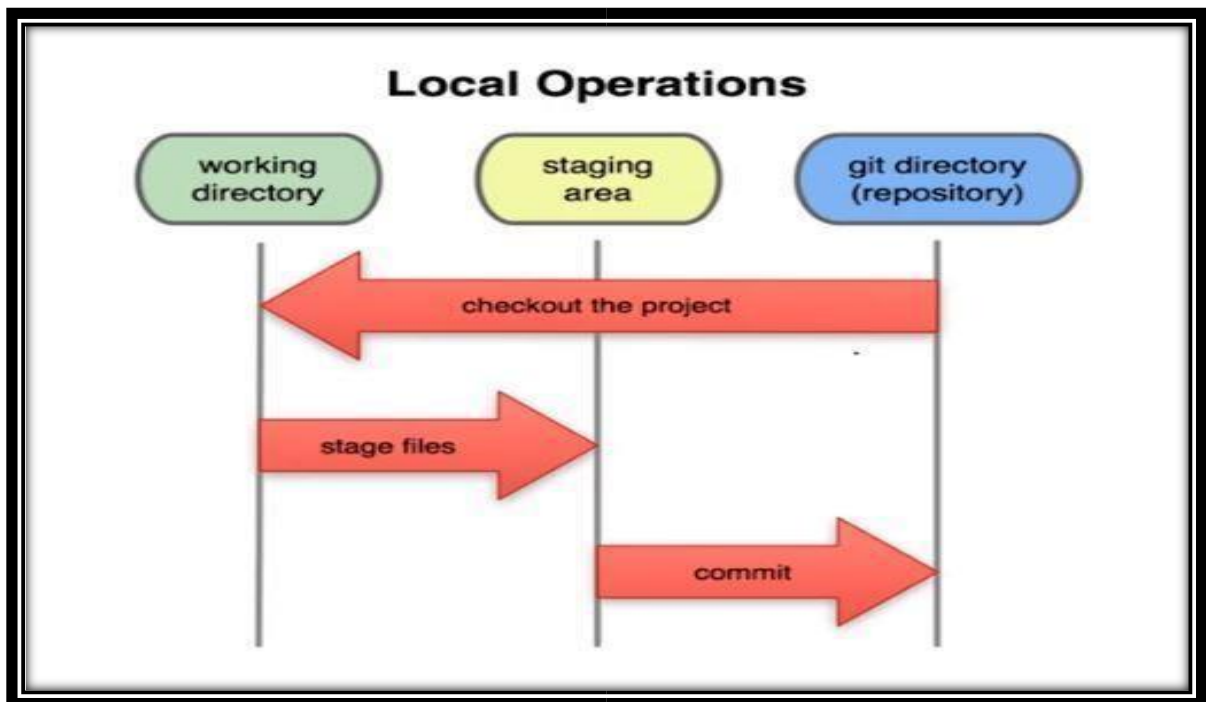 Local Operations
working
directory
staging
area
git directory
(repository)
checkout the project
stage files
commit